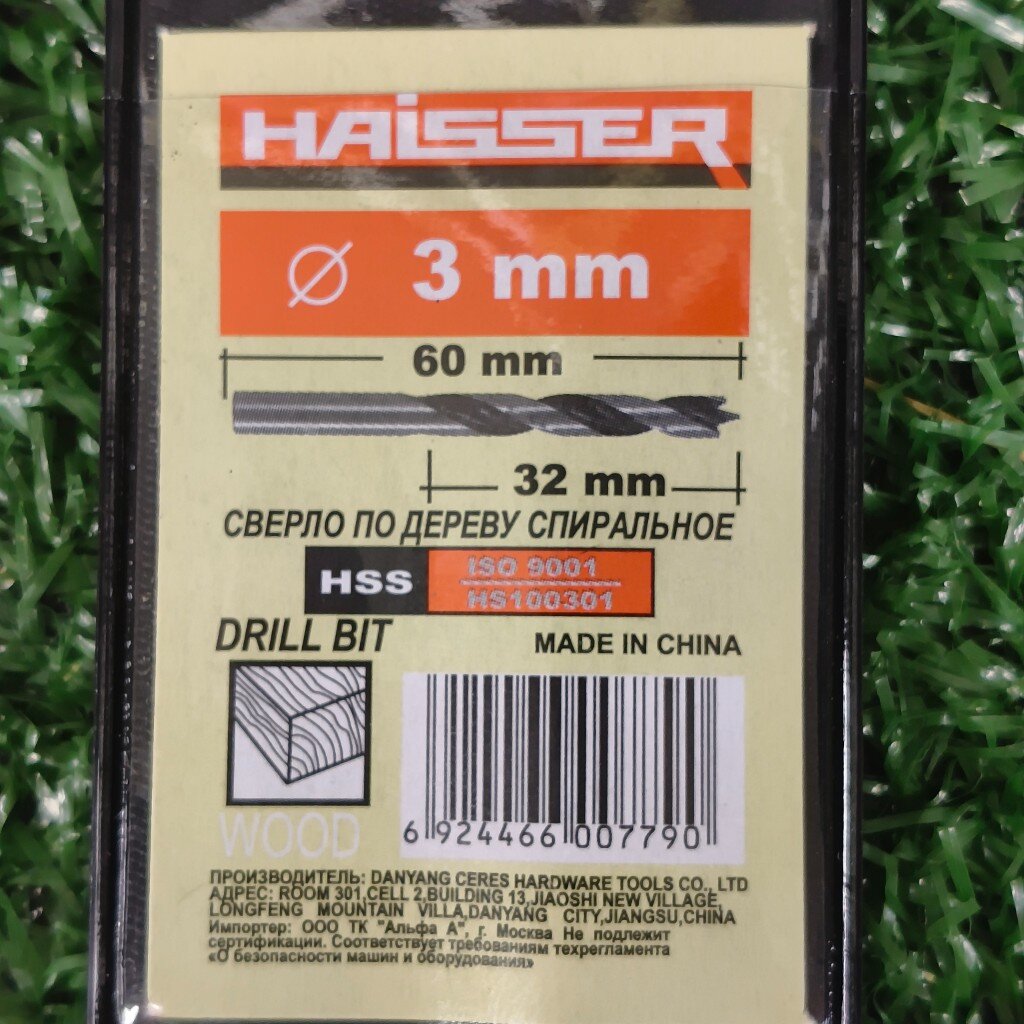 HAiSSER
Ø 3 mm
60 mm
32 mm
СВЕРЛО ПО ДЕРЕВУ СПИРАЛЬНОЕ
HSS
ISO 9001
HS100301
DRILL BIT
MADE IN CHINA
WOOD
6 924466 007790
ПРОИЗВОДИТЕЛЬ: DANYANG CERES HARDWARE TOOLS CO., LTD
АДРЕС: ROOM 301,CELL 2,BUILDING 13,JIAOSHI NEW VILLAGE,
LONGFENG MOUNTAIN VILLA,DANYANG CITY,JIANGSU,CHINA
Импортер: ООО ТК "Альфа А", г. Москва Не подлежит
сертификации. Соответствует требованиям техрегламента
«О безопасности машин и оборудования»